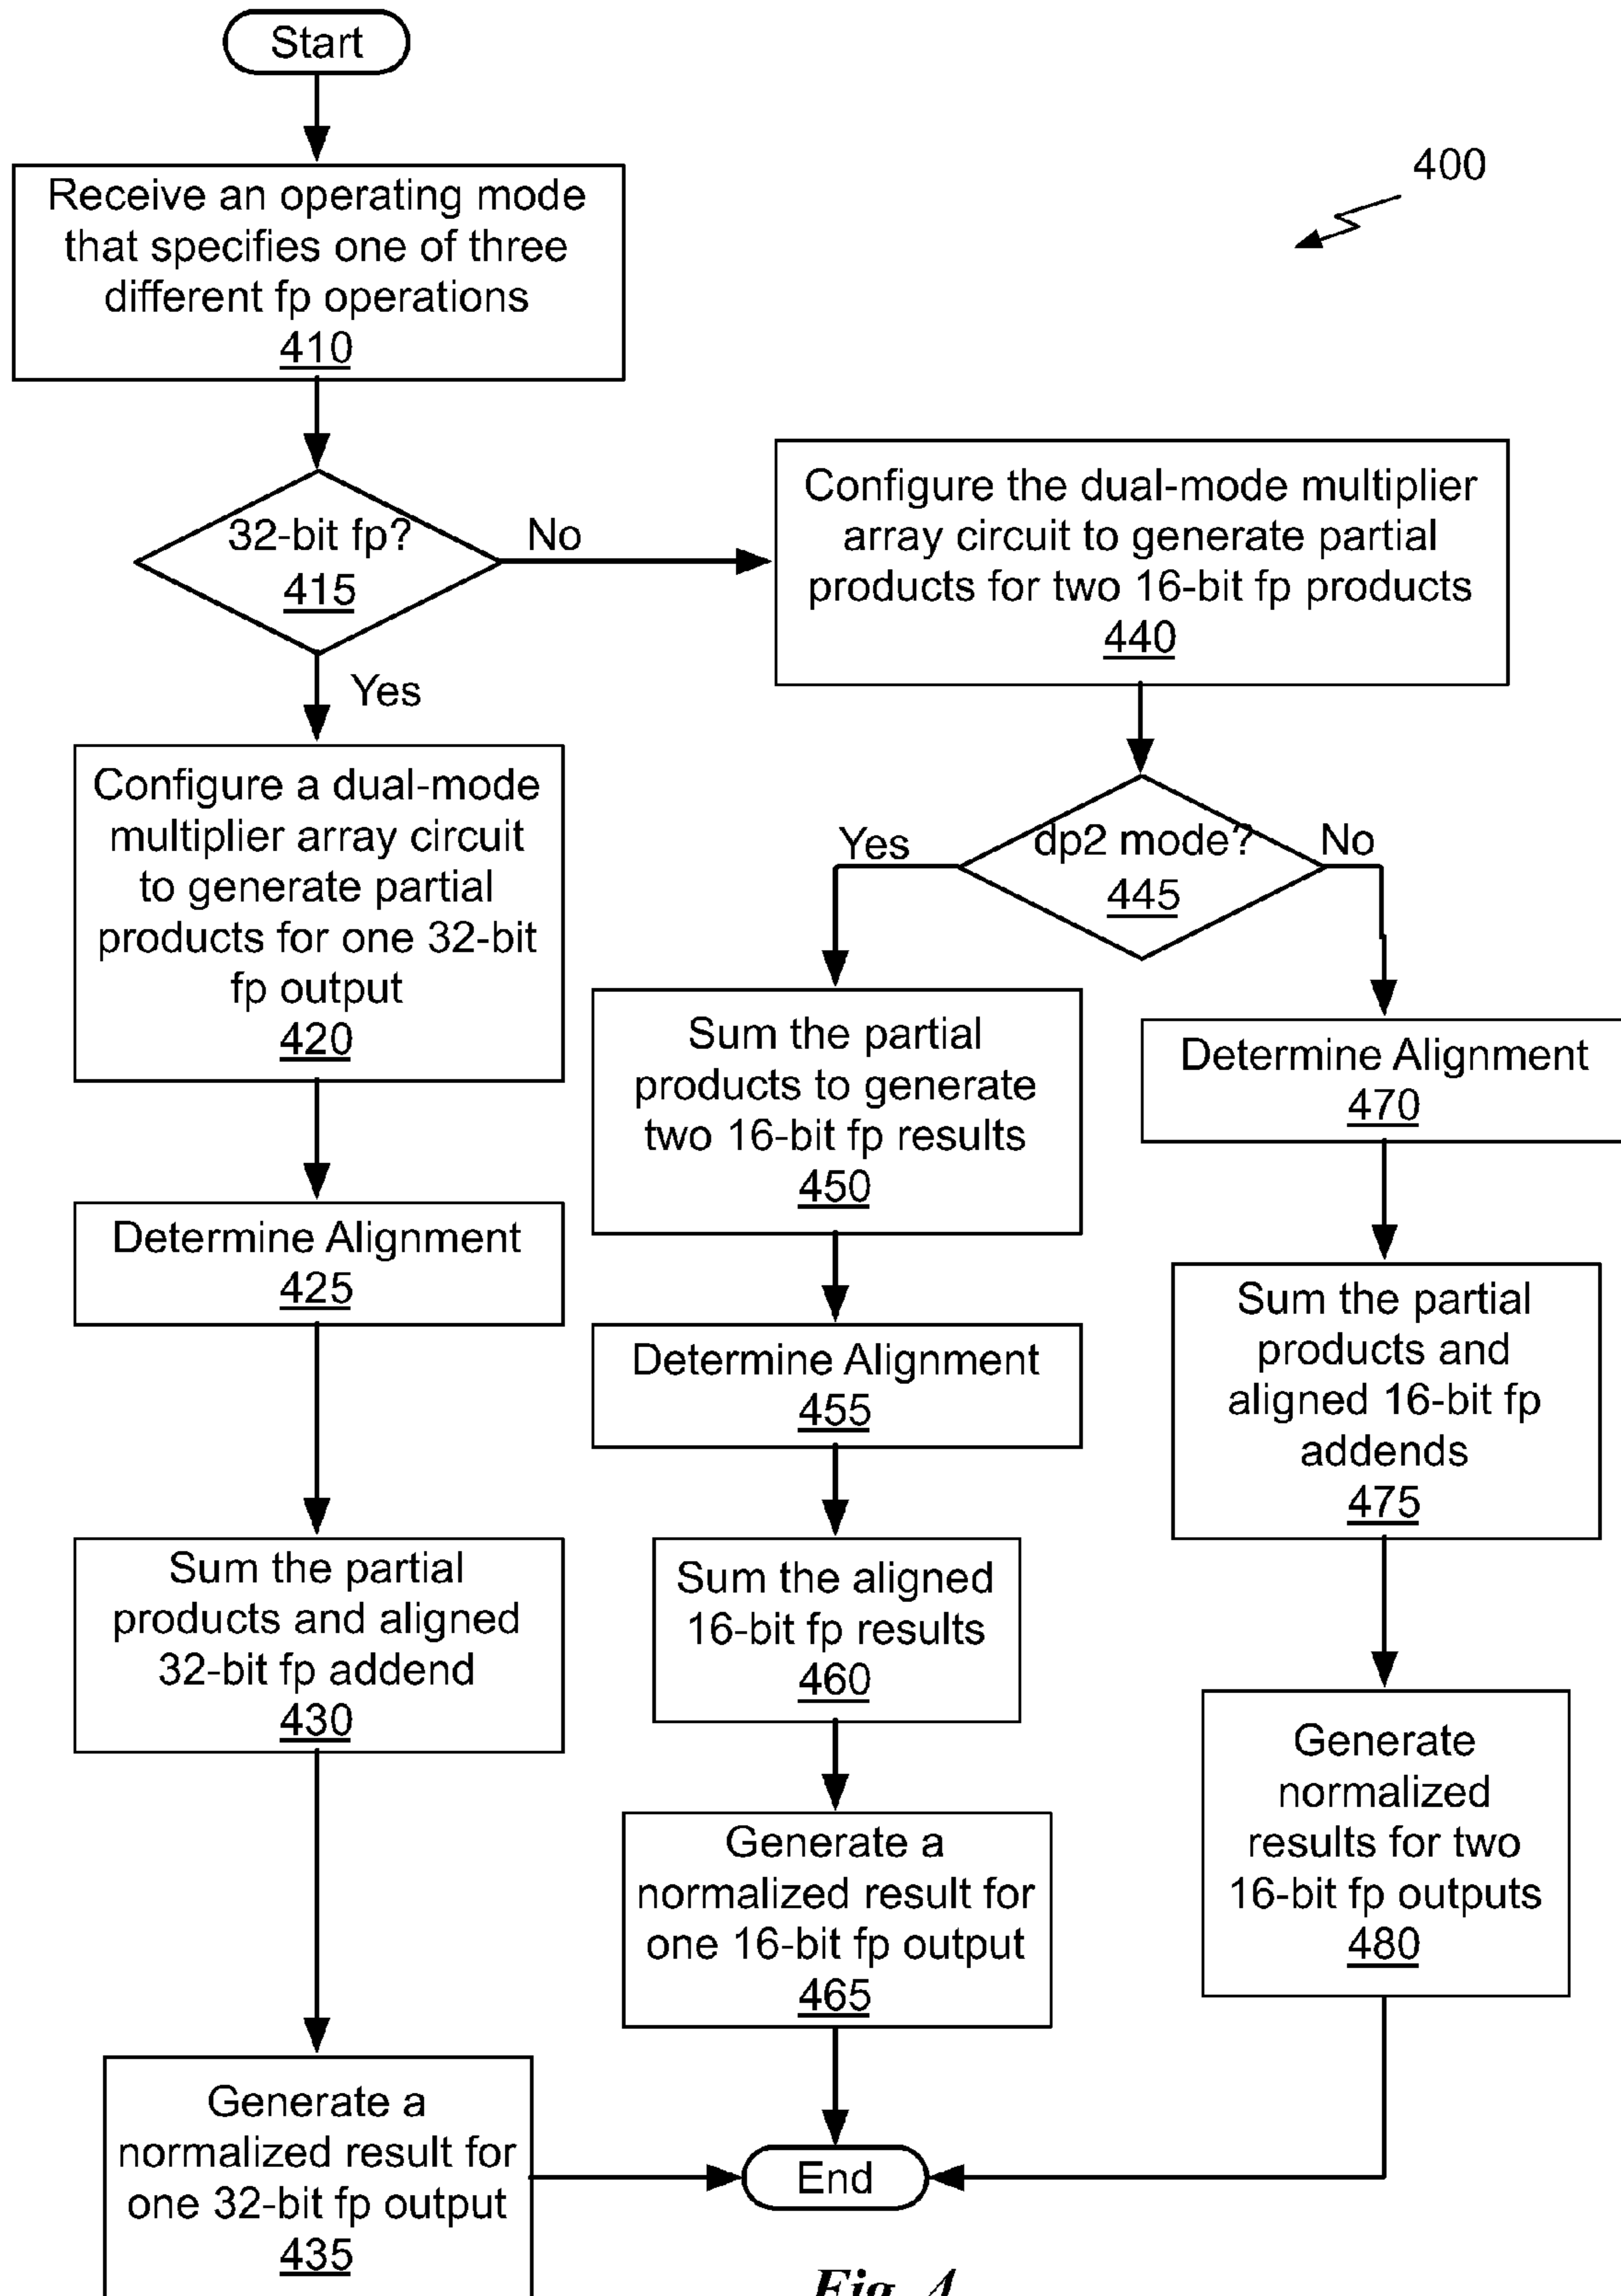 Start
400
Receive an operating mode
that specifies one of three
different fp operations
410
32-bit fp?
415
No
Yes
Configure the dual-mode multiplier
array circuit to generate partial
products for two 16-bit fp products
440
Configure a dual-mode
multiplier array circuit
to generate partial
products for one 32-bit
fp output
420
dp2 mode?
445
Yes
No
Sum the partial
products to generate
two 16-bit fp results
450
Determine Alignment
470
Determine Alignment
425
Determine Alignment
455
Sum the partial
products and
aligned 16-bit fp
addends
475
Sum the partial
products and aligned
32-bit fp addend
430
Sum the aligned
16-bit fp results
460
Generate a
normalized result for
one 16-bit fp output
465
Generate
normalized
results for two
16-bit fp outputs
480
Generate a
normalized result for
one 32-bit fp output
435
End
Fig. 4